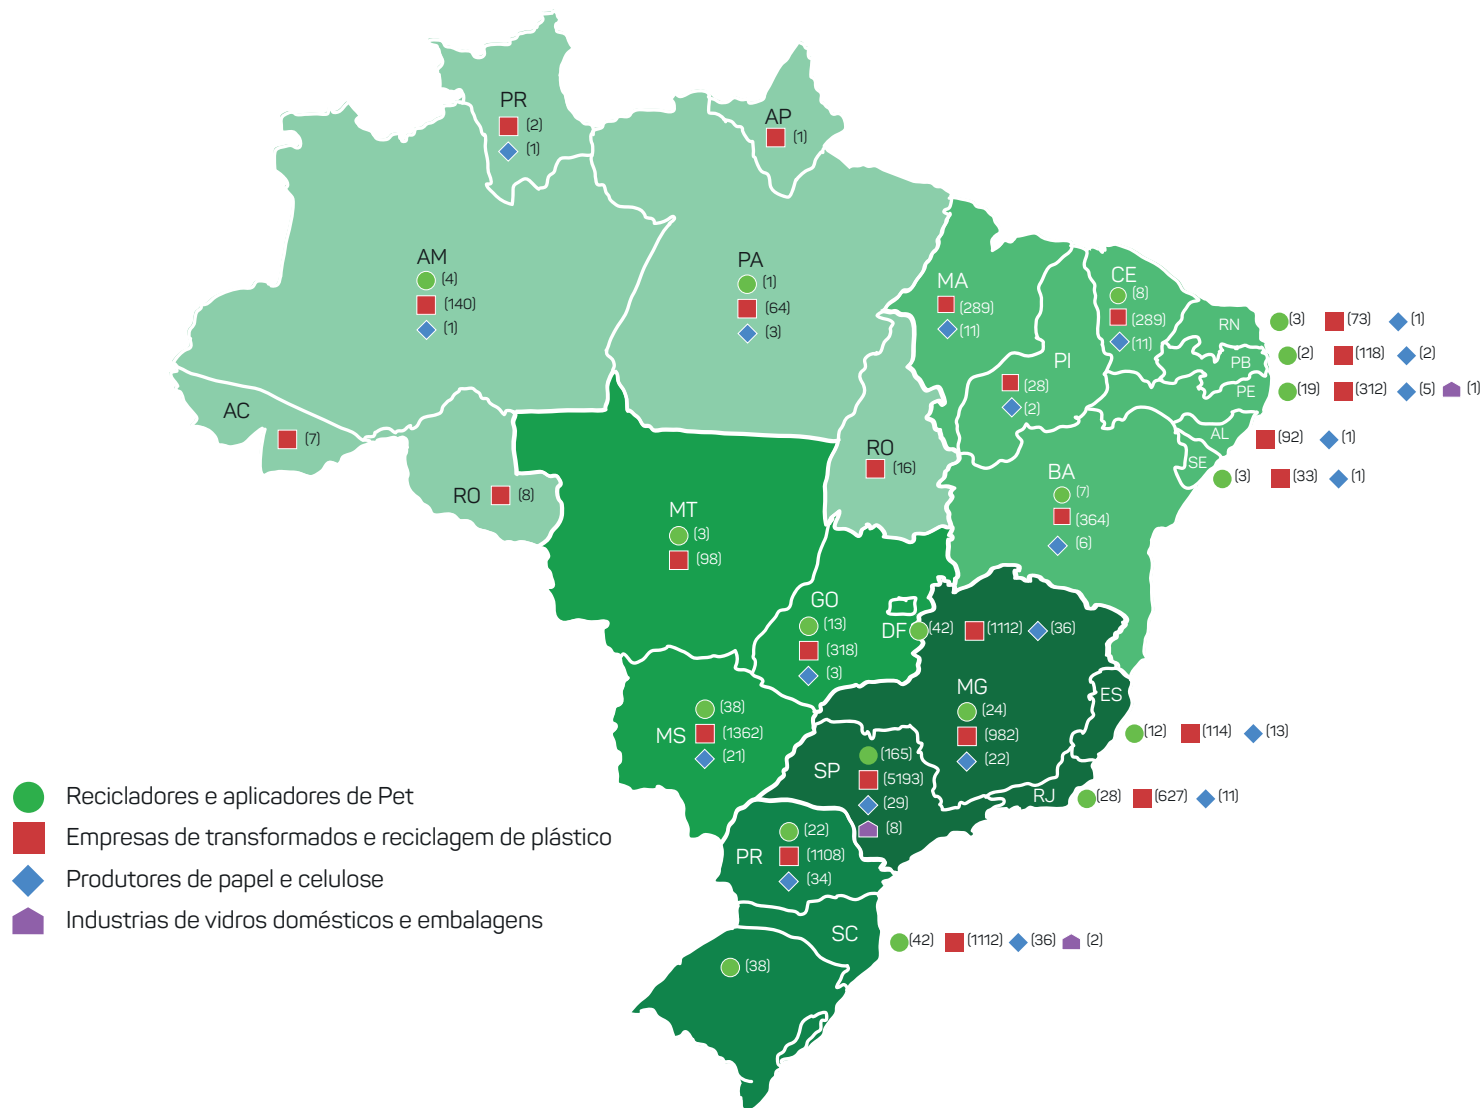 PR
(2)
(1)
AP
(1)
AM
(4)
(140)
(1)
PA
(1)
(64)
(3)
MA
(289)
(11)
CE
(8)
(289)
(11)
PI
(28)
(2)
RN (3) (73) (1)
PB (2) (118) (2)
PE (19) (312) (5) (1)
AL (92) (1)
SE (3) (33) (1)
AC
(7)
RO (8)
RO
(16)
BA
(7)
(364)
(6)
MT
(3)
(98)
GO
(13)
(318)
(3)
DF (42) (1112) (36)
MG
(24)
(982)
(22)
ES (12) (114) (13)
MS
(38)
(1362)
(21)
SP
(165)
(5193)
(29)
(8)
RJ (28) (627) (11)
PR
(22)
(1108)
(34)
SC (42) (1112) (36) (2)
(38)
Recicladores e aplicadores de Pet
Empresas de transformados e reciclagem de plástico
Produtores de papel e celulose
Industrias de vidros domésticos e embalagens